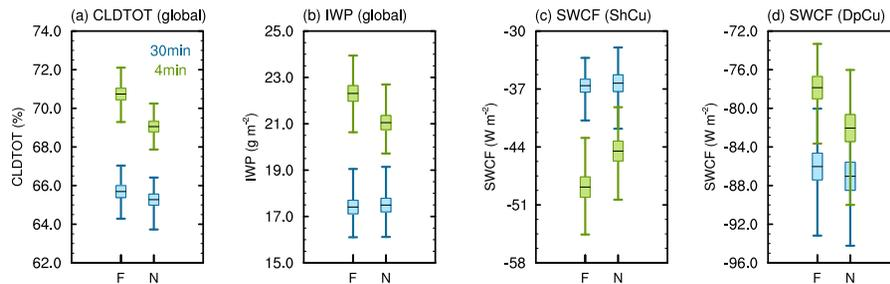 (a) CLDTOT (global)
74.0
72.0
70.0
68.0
66.0
64.0
62.0
CLDTOT (%)
30min
4min
F N
(b) IWP (global)
25.0
23.0
21.0
19.0
17.0
15.0
IWP (g m⁻²)
F N
(c) SWCF (ShCu)
-30
-37
-44
-51
-58
SWCF (W m⁻²)
F N
(d) SWCF (DpCu)
-72.0
-76.0
-80.0
-84.0
-88.0
-92.0
-96.0
SWCF (W m⁻²)
F N